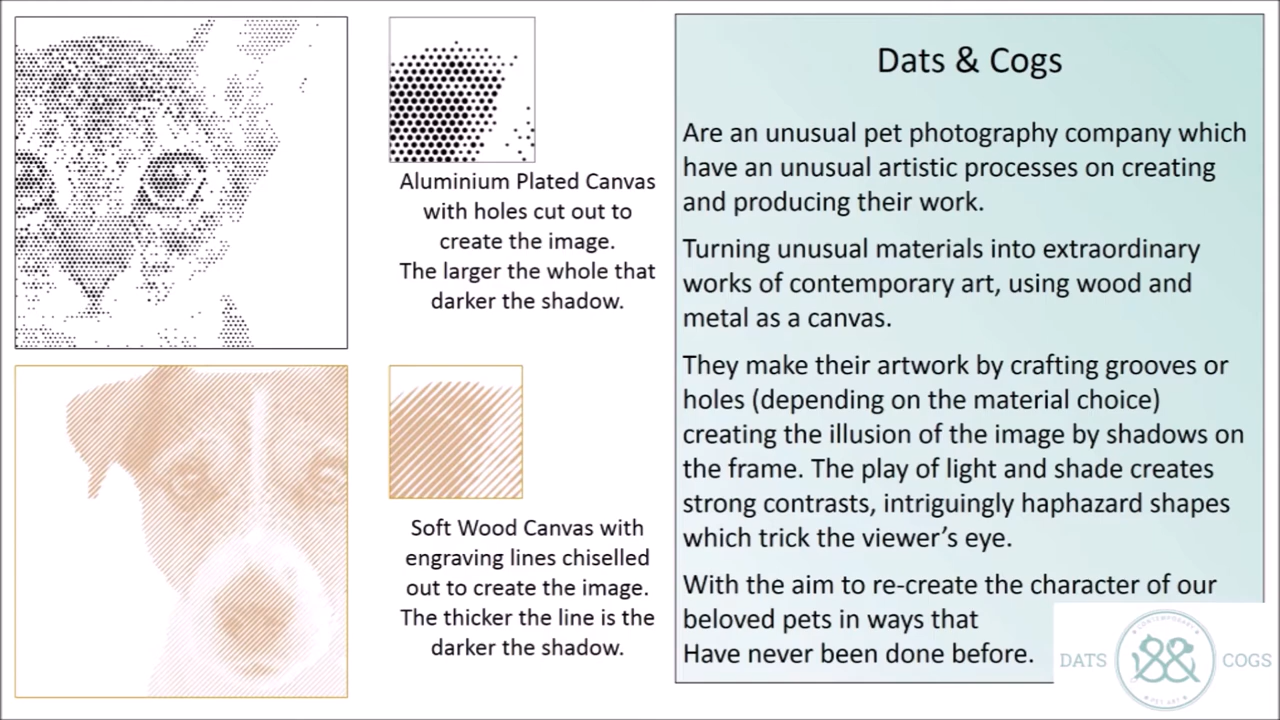 Aluminium Plated Canvas
with holes cut out to
create the image.
The larger the whole that
darker the shadow.
Soft Wood Canvas with
engraving lines chiselled
out to create the image.
The thicker the line is the
darker the shadow.
Dats & Cogs
Are an unusual pet photography company which
have an unusual artistic processes on creating
and producing their work.
Turning unusual materials into extraordinary
works of contemporary art, using wood and
metal as a canvas.
They make their artwork by crafting grooves or
holes (depending on the material choice)
creating the illusion of the image by shadows on
the frame. The play of light and shade creates
strong contrasts, intriguingly haphazard shapes
which trick the viewer’s eye.
With the aim to re-create the character of our
beloved pets in ways that
Have never been done before.
CONTEMPORARY
DATS
COGS
PET ART